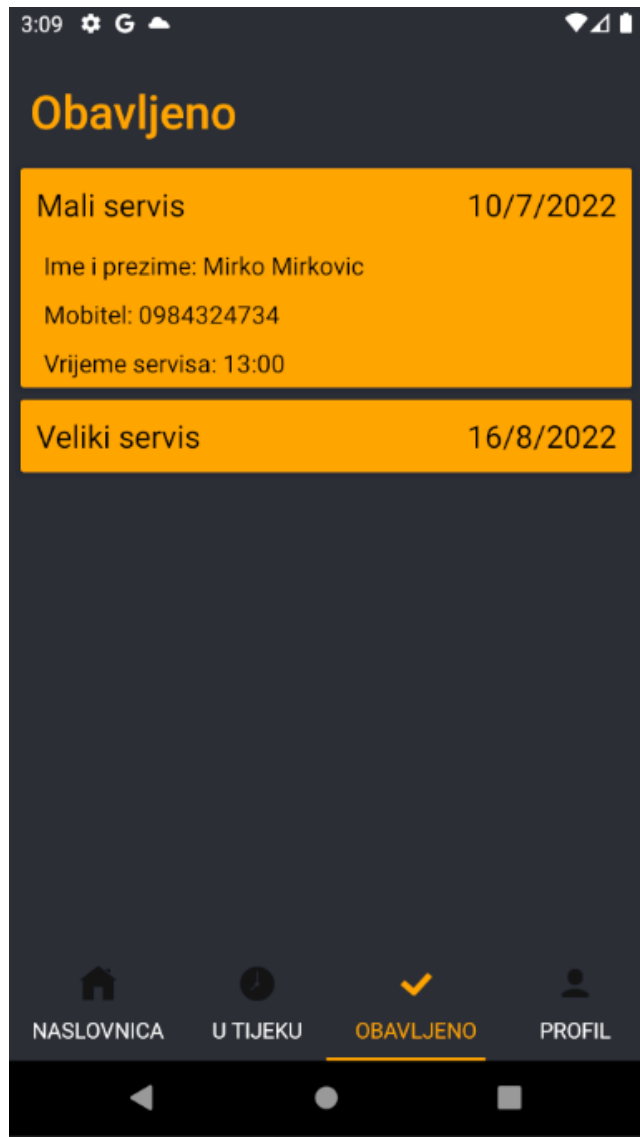 3:09 G
Obavljeno
Mali servis 10/7/2022
Ime i prezime: Mirko Mirkovic
Mobitel: 0984324734
Vrijeme servisa: 13:00
Veliki servis 16/8/2022
NASLOVNICA U TIJEKU OBAVLJENO PROFIL